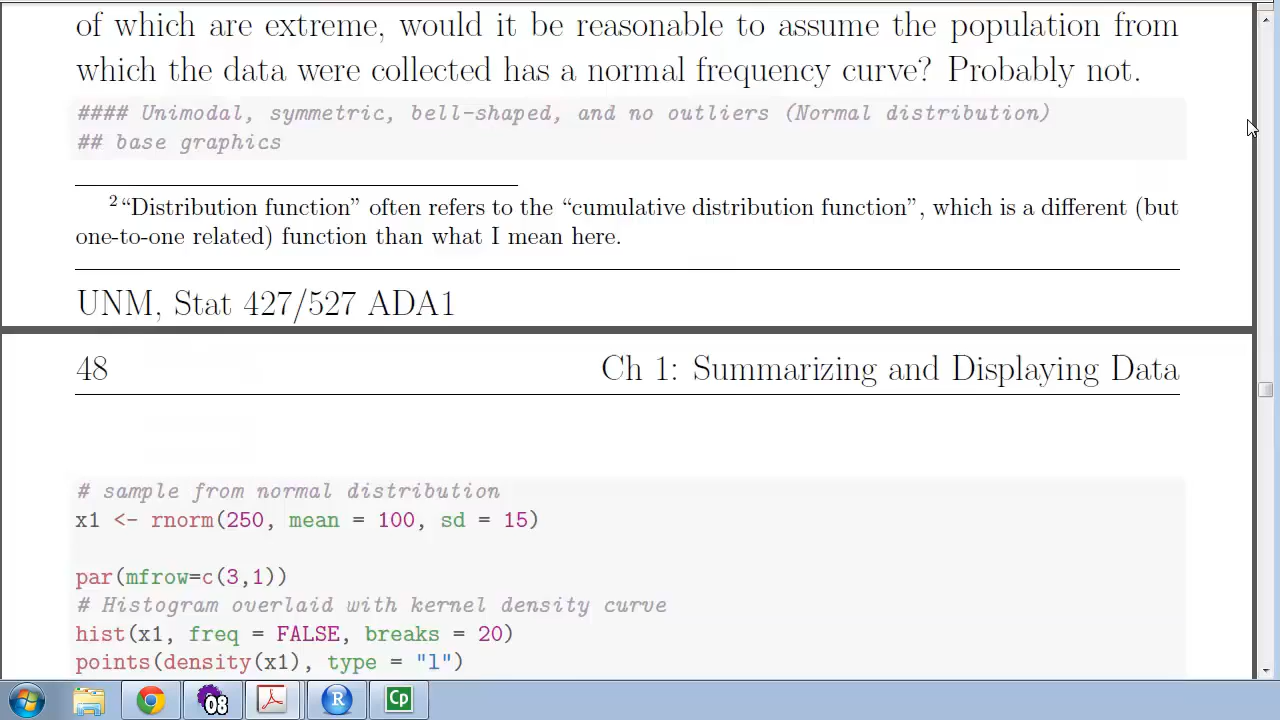 of which are extreme, would it be reasonable to assume the population from
which the data were collected has a normal frequency curve? Probably not.
#### Unimodal, symmetric, bell-shaped, and no outliers (Normal distribution)
## base graphics
2 "Distribution function" often refers to the "cumulative distribution function", which is a different (but
one-to-one related) function than what I mean here.
UNM, Stat 427/527 ADA1
48 Ch 1: Summarizing and Displaying Data
# sample from normal distribution
x1 <- rnorm(250, mean = 100, sd = 15)
par(mfrow=c(3,1))
# Histogram overlaid with kernel density curve
hist(x1, freq = FALSE, breaks = 20)
points(density(x1), type = "l")
08 R Cp